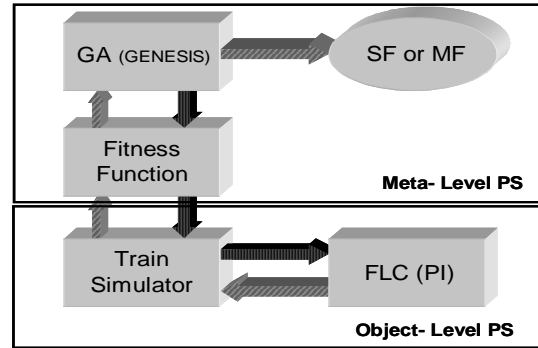 GA (GENESIS)
SF or MF
Fitness
Function
Meta- Level PS
Train
Simulator
FLC (PI)
Object- Level PS